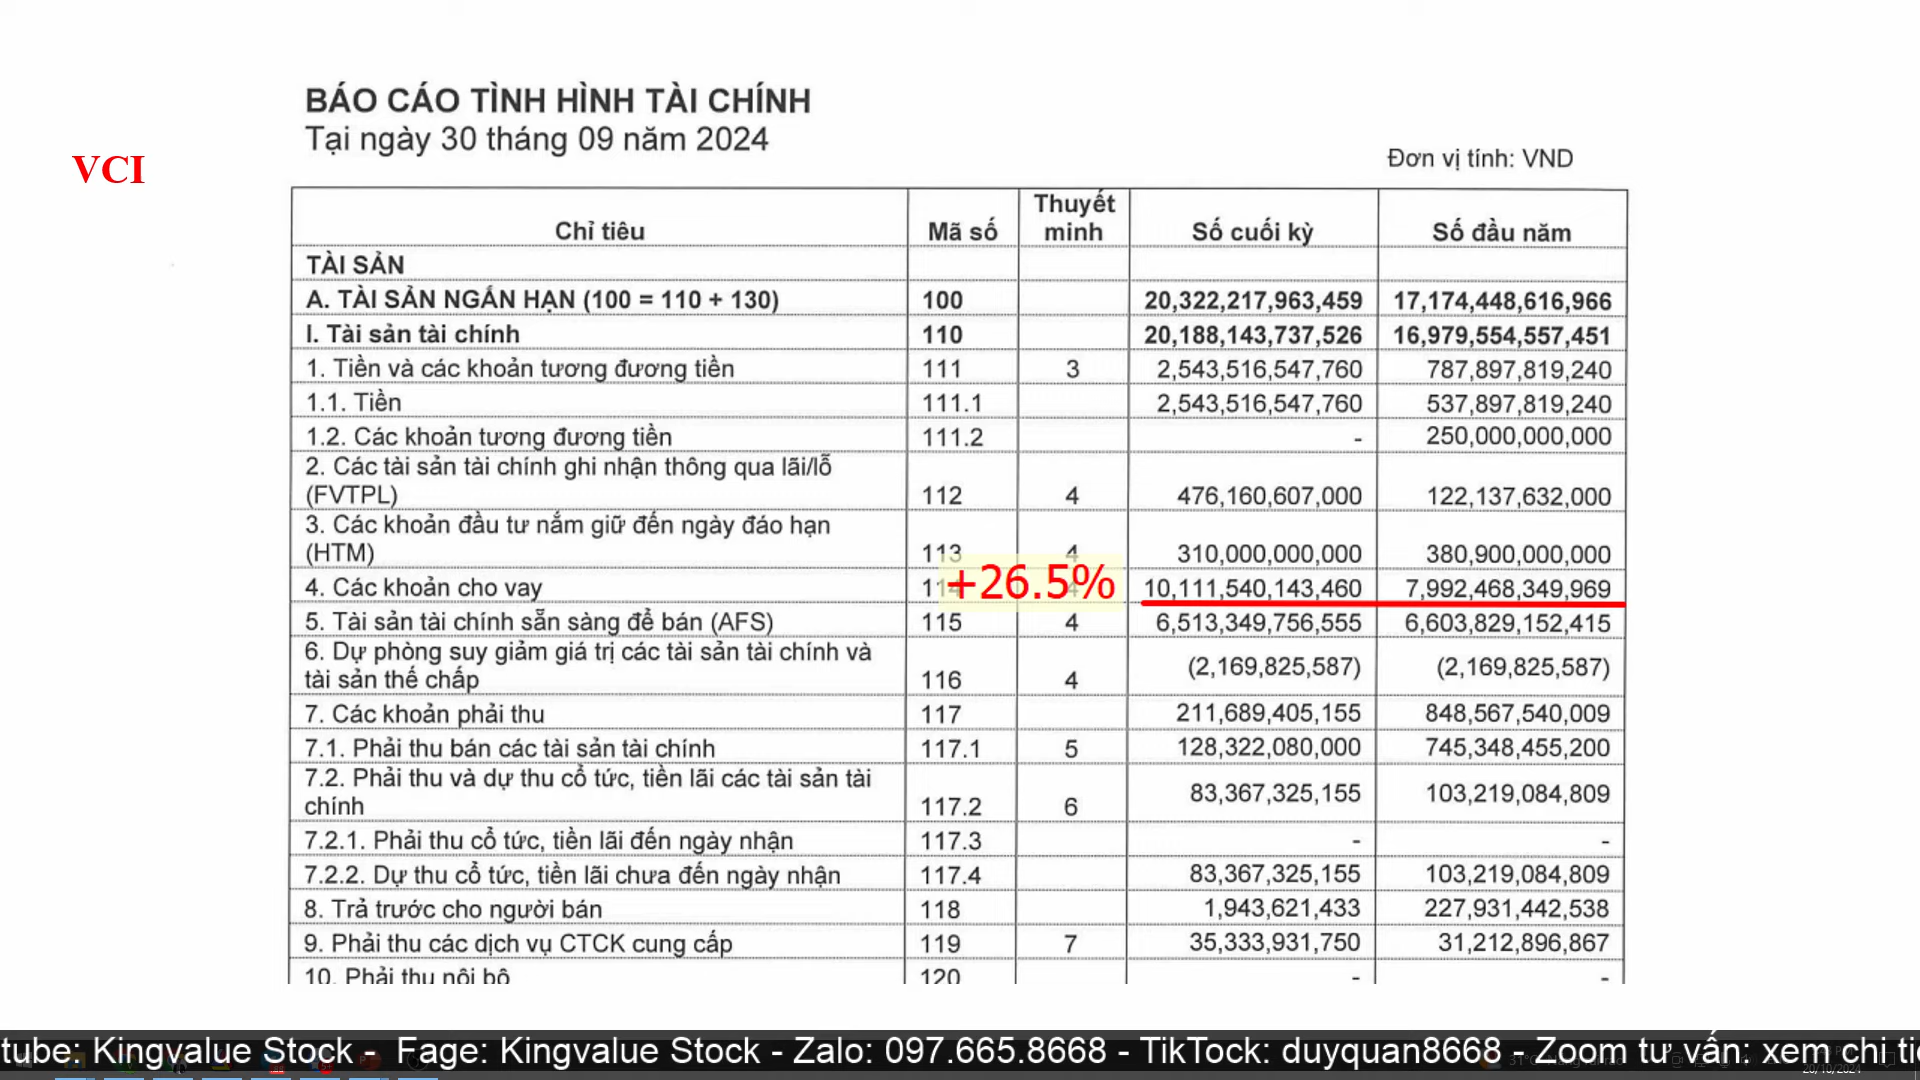 BÁO CÁO TÌNH HÌNH TÀI CHÍNH
Tại ngày 30 tháng 09 năm 2024
VCI
Đơn vị tính: VND
Chỉ tiêu Mã số Thuyết minh Số cuối kỳ Số đầu năm
TÀI SẢN
A. TÀI SẢN NGẮN HẠN (100 = 110 + 130) 100 20,322,217,963,459 17,174,448,616,966
I. Tài sản tài chính 110 20,188,143,737,526 16,979,554,557,451
1. Tiền và các khoản tương đương tiền 111 3 2,543,516,547,760 787,897,819,240
1.1. Tiền 111.1 2,543,516,547,760 537,897,819,240
1.2. Các khoản tương đương tiền 111.2 - 250,000,000,000
2. Các tài sản tài chính ghi nhận thông qua lãi/lỗ
(FVTPL) 112 4 476,160,607,000 122,137,632,000
3. Các khoản đầu tư nắm giữ đến ngày đáo hạn
(HTM) 113 4 310,000,000,000 380,900,000,000
4. Các khoản cho vay +26.5% 10,111,540,143,460 7,992,468,349,969
5. Tài sản tài chính sẵn sàng để bán (AFS) 115 4 6,513,349,756,555 6,603,829,152,415
6. Dự phòng suy giảm giá trị các tài sản tài chính và
tài sản thế chấp 116 4 (2,169,825,587) (2,169,825,587)
7. Các khoản phải thu 117 211,689,405,155 848,567,540,009
7.1. Phải thu bán các tài sản tài chính 117.1 5 128,322,080,000 745,348,455,200
7.2. Phải thu và dự thu cổ tức, tiền lãi các tài sản tài
chính 117.2 6 83,367,325,155 103,219,084,809
7.2.1. Phải thu cổ tức, tiền lãi đến ngày nhận 117.3 - -
7.2.2. Dự thu cổ tức, tiền lãi chưa đến ngày nhận 117.4 83,367,325,155 103,219,084,809
8. Trả trước cho người bán 118 1,943,621,433 227,931,442,538
9. Phải thu các dịch vụ CTCK cung cấp 119 7 35,333,931,750 31,212,896,867
10. Phải thu nội bộ 120 - -
tube: Kingvalue Stock - Fage: Kingvalue Stock - Zalo: 097.665.8668 - TikTock: duyquan8668 - Zoom tư vấn: xem chi ti
20/10/2024